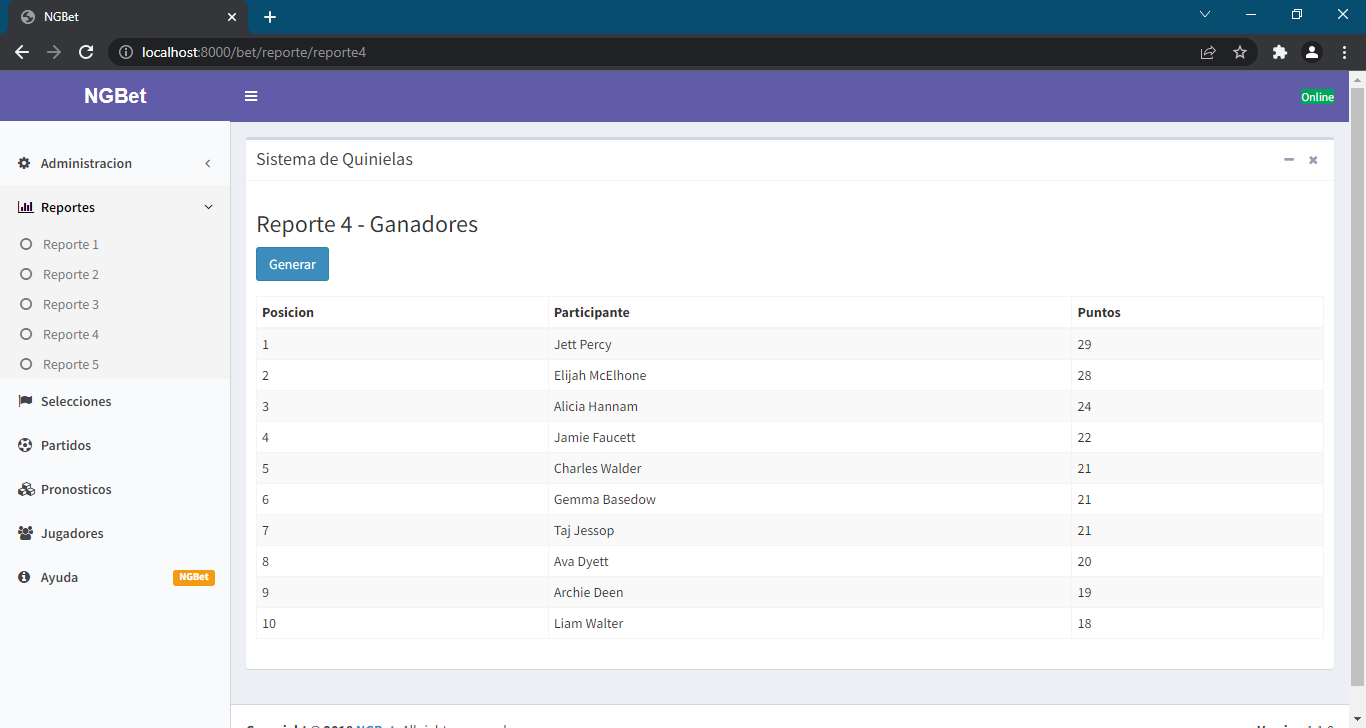 NGBet
localhost:8000/bet/reporte/reporte4
NGBet
Online
Administracion
Reportes
Reporte 1
Reporte 2
Reporte 3
Reporte 4
Reporte 5
Selecciones
Partidos
Pronosticos
Jugadores
Ayuda NGBet
Sistema de Quinielas
Reporte 4 - Ganadores
Generar
Posicion Participante Puntos
1 Jett Percy 29
2 Elijah McElhone 28
3 Alicia Hannam 24
4 Jamie Faucett 22
5 Charles Walder 21
6 Gemma Basedow 21
7 Taj Jessop 21
8 Ava Dyett 20
9 Archie Deen 19
10 Liam Walter 18